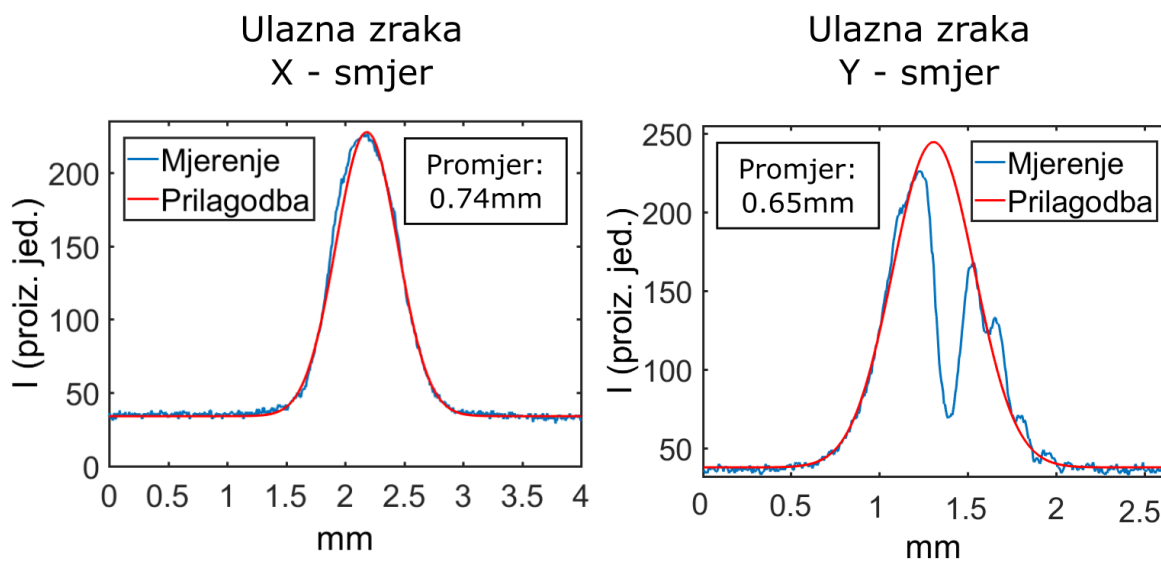 Ulazna zraka
X - smjer
Mjerenje
Prilagodba
Promjer:
0.74mm
I (proiz. jed.)
200
150
100
50
0
0 0.5 1 1.5 2 2.5 3 3.5 4
mm
Ulazna zraka
Y - smjer
Promjer:
0.65mm
Mjerenje
Prilagodba
I (proiz. jed.)
250
200
150
100
50
0 0.5 1 1.5 2 2.5
mm